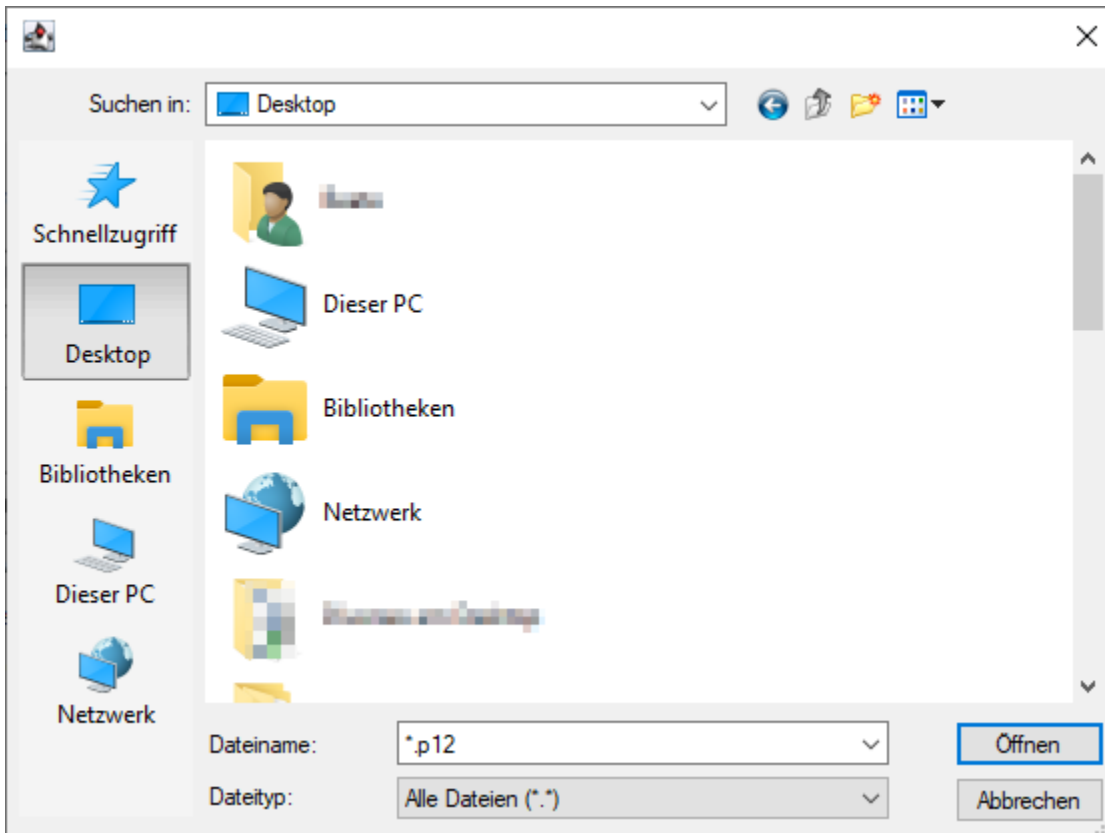 Suchen in:
Desktop
Schnellzugriff
Desktop
Bibliotheken
Dieser PC
Netzwerk
Dieser PC
Bibliotheken
Netzwerk
Dateiname:
*.p12
Öffnen
Dateityp:
Alle Dateien (*.*)
Abbrechen